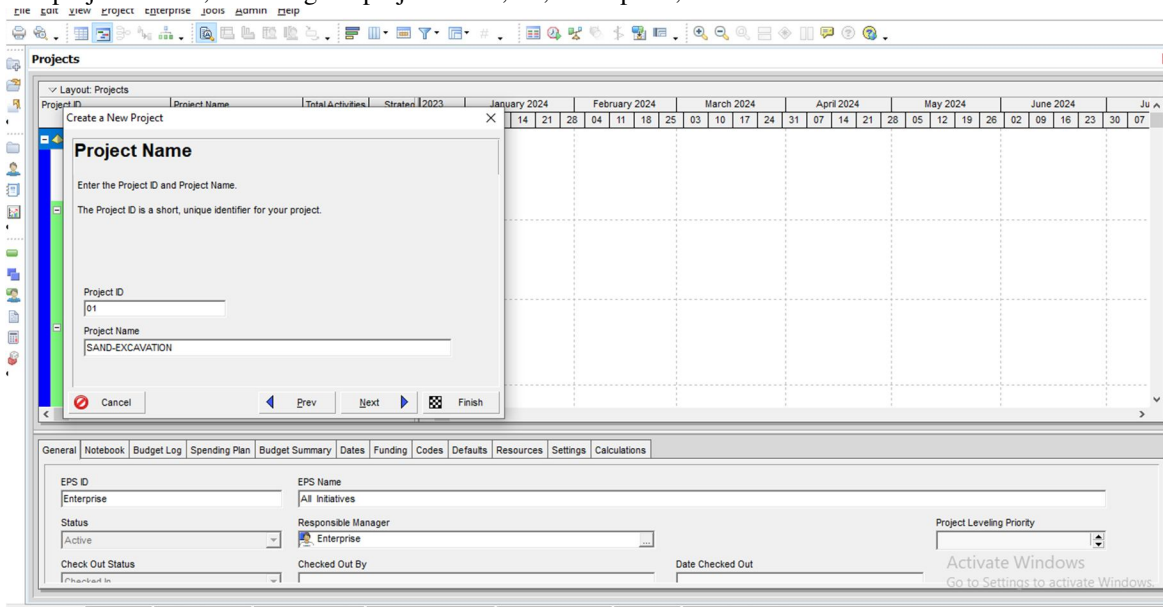 File Edit View Project Enterprise Tools Admin Help
Projects
Layout: Projects
Project ID Project Name Total Activities Strateg 2023 January 2024 February 2024 March 2024 April 2024 May 2024 June 2024 Ju
14 21 28 04 11 18 25 03 10 17 24 31 07 14 21 28 05 12 19 26 02 09 16 23 30 07
Create a New Project
Project Name
Enter the Project ID and Project Name.
The Project ID is a short, unique identifier for your project.
Project ID
01
Project Name
SAND-EXCAVATION
Cancel Prev Next Finish
General Notebook Budget Log Spending Plan Budget Summary Dates Funding Codes Defaults Resources Settings Calculations
EPS ID EPS Name
Enterprise All Initiatives
Status Responsible Manager Project Leveling Priority
Active Enterprise ...
Check Out Status Checked Out By Date Checked Out
Checked In
Activate Windows
Go to Settings to activate Windows.